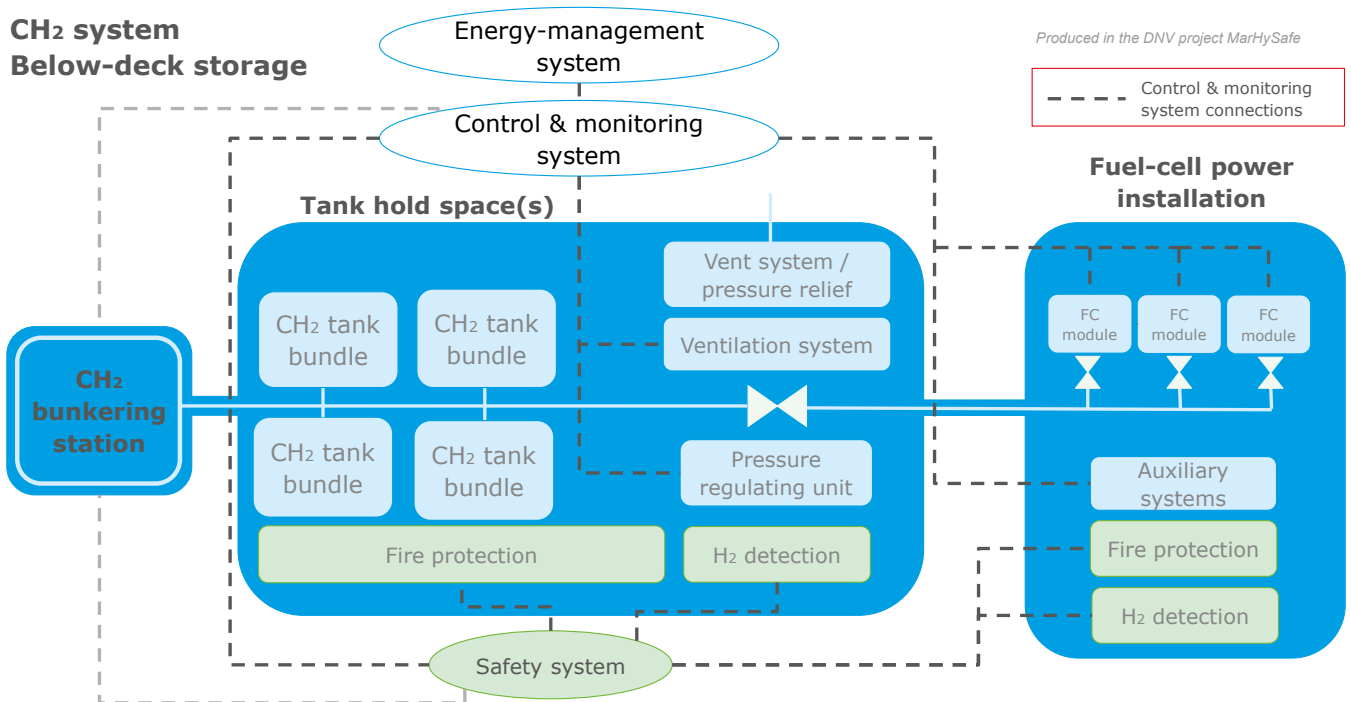 CH₂ system
Below-deck storage
Energy-management
system
Produced in the DNV project MarHySafe
Control & monitoring
system connections
Control & monitoring
system
Fuel-cell power
installation
Tank hold space(s)
Vent system /
pressure relief
CH₂ tank
bundle
CH₂ tank
bundle
Ventilation system
FC
module
FC
module
FC
module
CH₂
bunkering
station
CH₂ tank
bundle
CH₂ tank
bundle
Pressure
regulating unit
Auxiliary
systems
Fire protection
H₂ detection
Fire protection
H₂ detection
Safety system